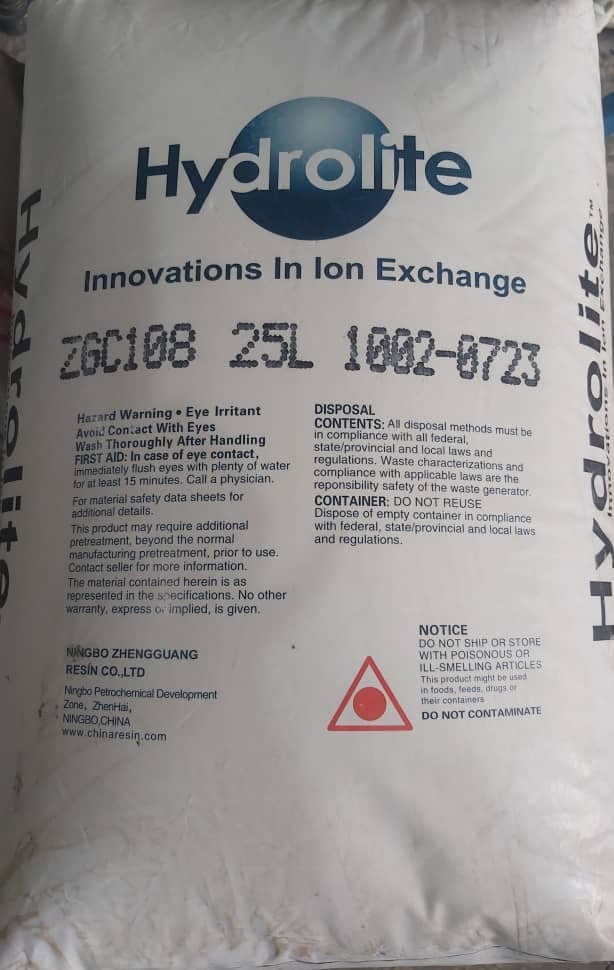 Hydrolite
Innovations In Ion Exchange
ZGC108 25L 1002-0723
Hazard Warning • Eye Irritant
Avoid Contact With Eyes
Wash Thoroughly After Handling
FIRST AID: In case of eye contact,
immediately flush eyes with plenty of water
for at least 15 minutes. Call a physician.
For material safety data sheets for
additional details.
This product may require additional
pretreatment, beyond the normal
manufacturing pretreatment, prior to use.
Contact seller for more information.
The material contained herein is as
represented in the specifications. No other
warranty, express or implied, is given.
DISPOSAL
CONTENTS: All disposal methods must be
in compliance with all federal,
state/provincial and local laws and
regulations. Waste characterizations and
compliance with applicable laws are the
reponsibility safety of the waste generator.
CONTAINER: DO NOT REUSE
Dispose of empty container in compliance
with federal, state/provincial and local laws
and regulations.
NINGBO ZHENGGUANG
RESIN CO.,LTD
Ningbo Petrochemical Development
Zone, ZhenHai,
NINGBO,CHINA
www.chinaresin.com
NOTICE
DO NOT SHIP OR STORE
WITH POISONOUS OR
ILL-SMELLING ARTICLES
This product might be used
in foods, feeds, drugs or
their containers
DO NOT CONTAMINATE
Hydrolite
Hydrolite™
Innovations In Ion Exchange